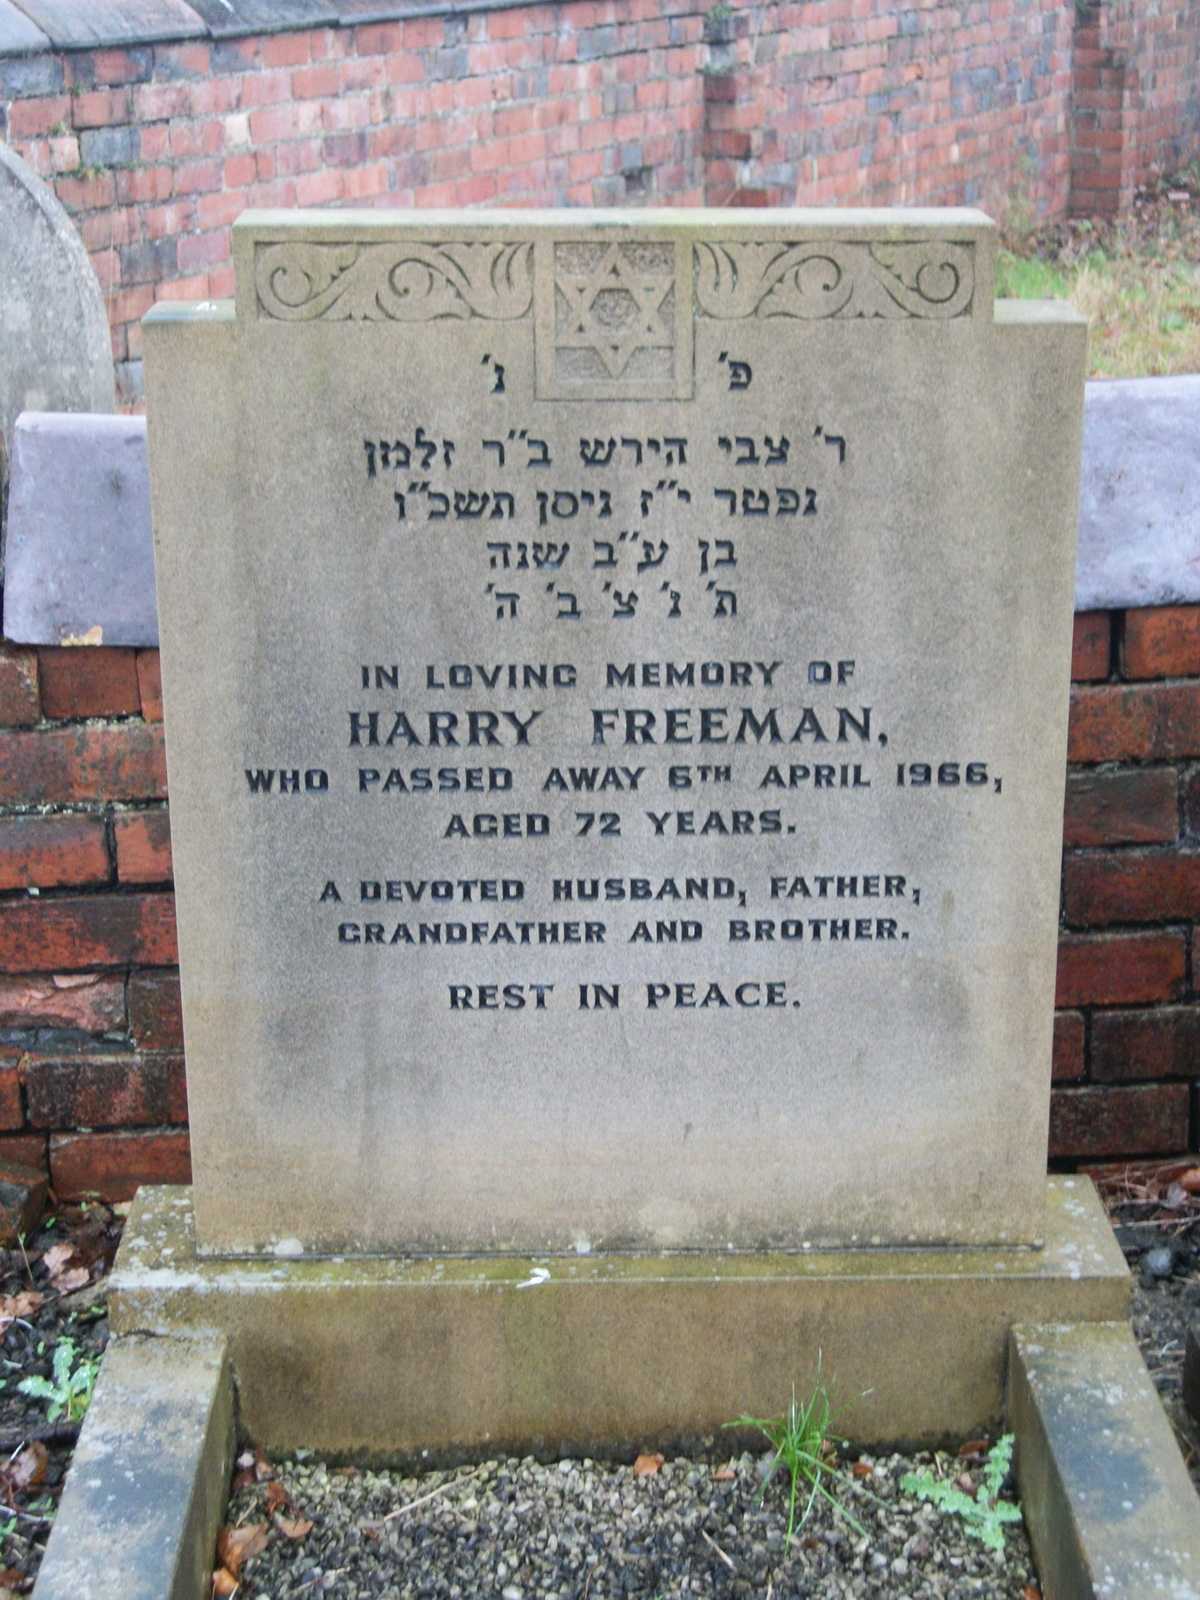 פ' נ'
ר' צבי הירש ב"ר זלמן
נפטר י"ז ניסן תשכ"ו
בן ע"ב שנה
ת' נ' צ' ב' ה'
IN LOVING MEMORY OF
HARRY FREEMAN,
WHO PASSED AWAY 6TH APRIL 1966,
AGED 72 YEARS.
A DEVOTED HUSBAND, FATHER,
GRANDFATHER AND BROTHER.
REST IN PEACE.